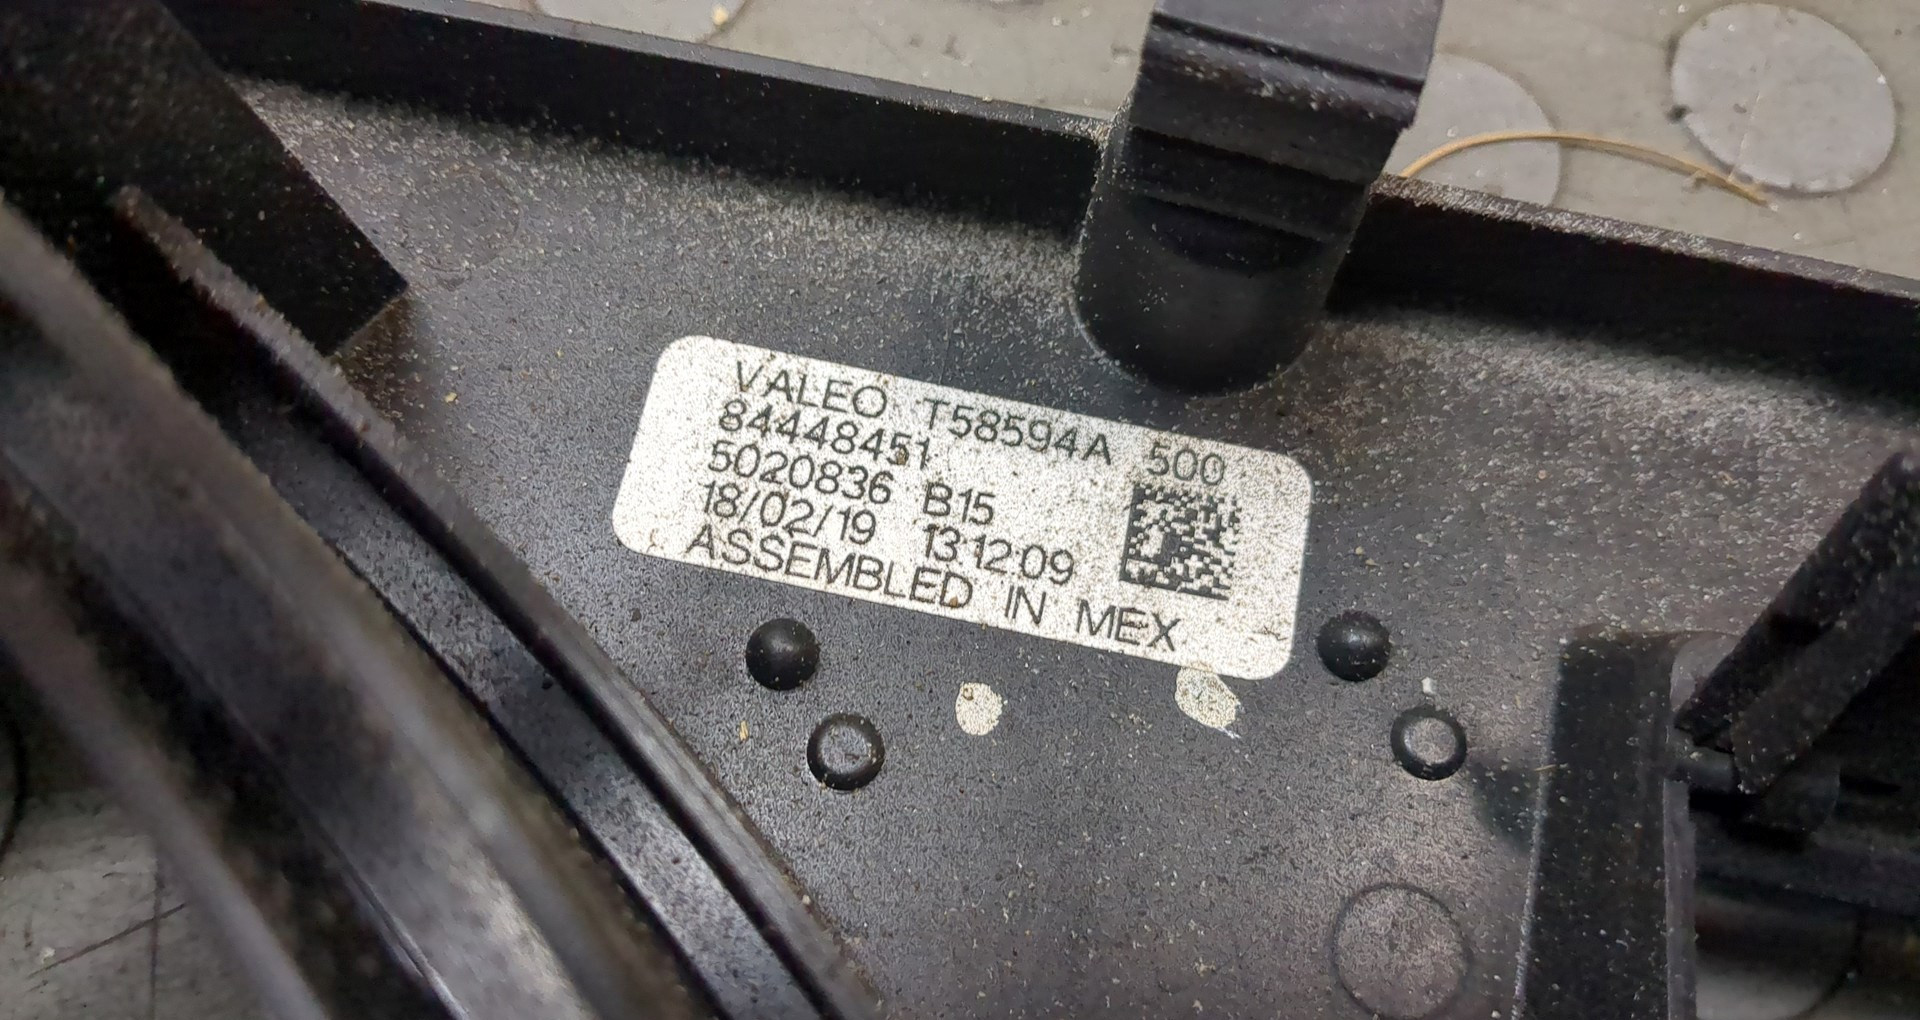 VALEO T58594A 500
84448451
5020836 B15
18/02/19 13:12:09
ASSEMBLED IN MEX